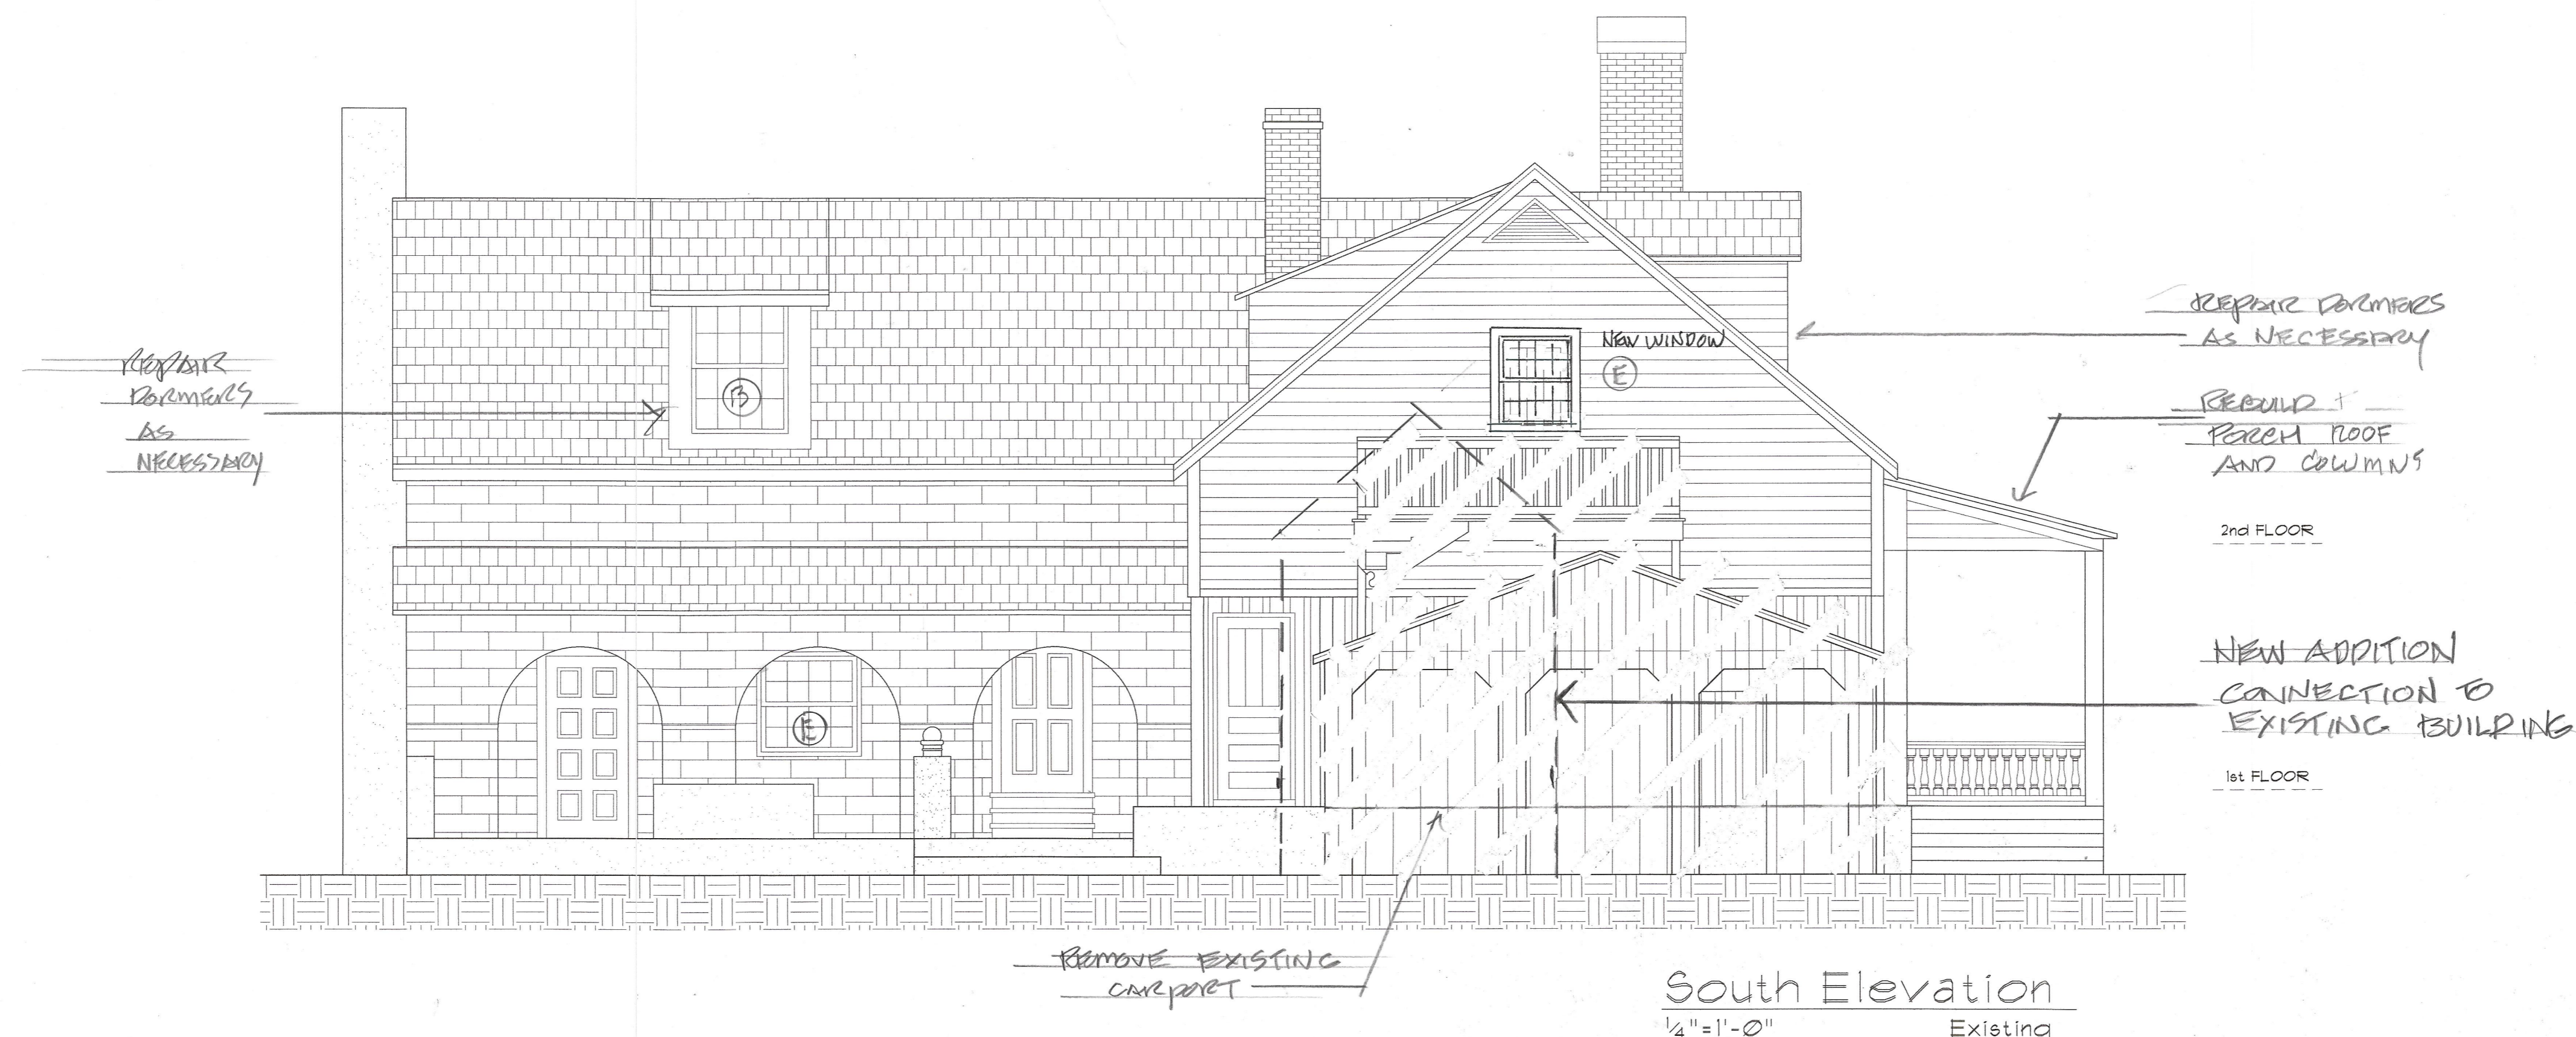 REPAIR
DORMERS
AS
NECESSARY
B
E
NEW WINDOW
E
REPAIR DORMERS
AS NECESSARY
REBUILD +
PORCH ROOF
AND COLUMNS
2nd FLOOR
NEW ADDITION
CONNECTION TO
EXISTING BUILDING
1st FLOOR
REMOVE EXISTING
CARPORT
South Elevation
1/4"=1'-0" Existing